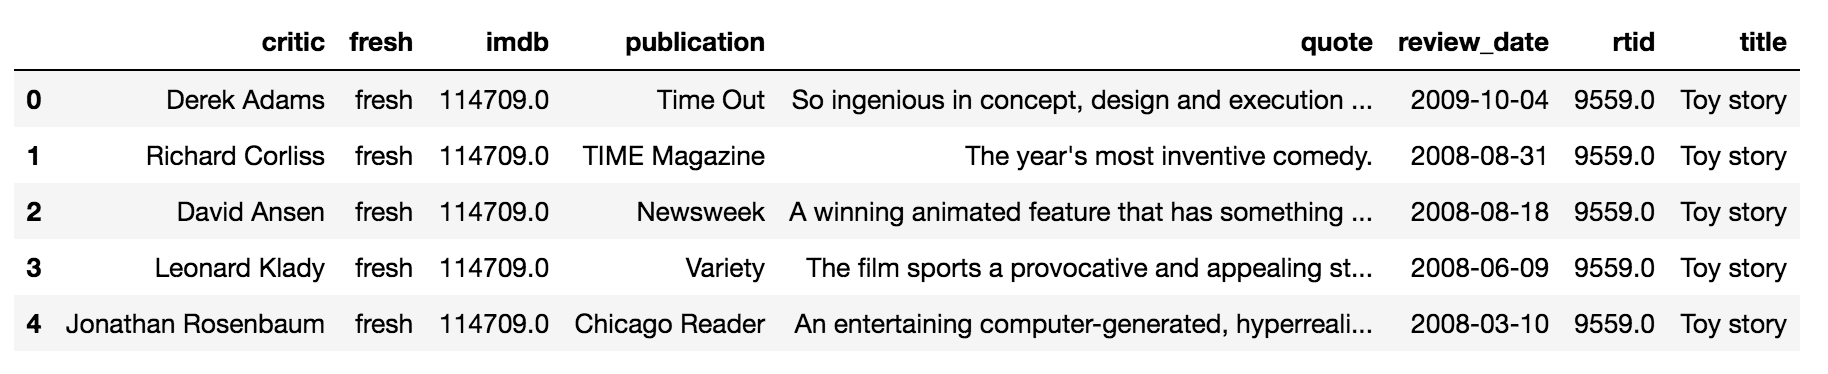 critic fresh imdb publication quote review_date rtid title
0 Derek Adams fresh 114709.0 Time Out So ingenious in concept, design and execution ... 2009-10-04 9559.0 Toy story
1 Richard Corliss fresh 114709.0 TIME Magazine The year's most inventive comedy. 2008-08-31 9559.0 Toy story
2 David Ansen fresh 114709.0 Newsweek A winning animated feature that has something ... 2008-08-18 9559.0 Toy story
3 Leonard Klady fresh 114709.0 Variety The film sports a provocative and appealing st... 2008-06-09 9559.0 Toy story
4 Jonathan Rosenbaum fresh 114709.0 Chicago Reader An entertaining computer-generated, hyperreali... 2008-03-10 9559.0 Toy story